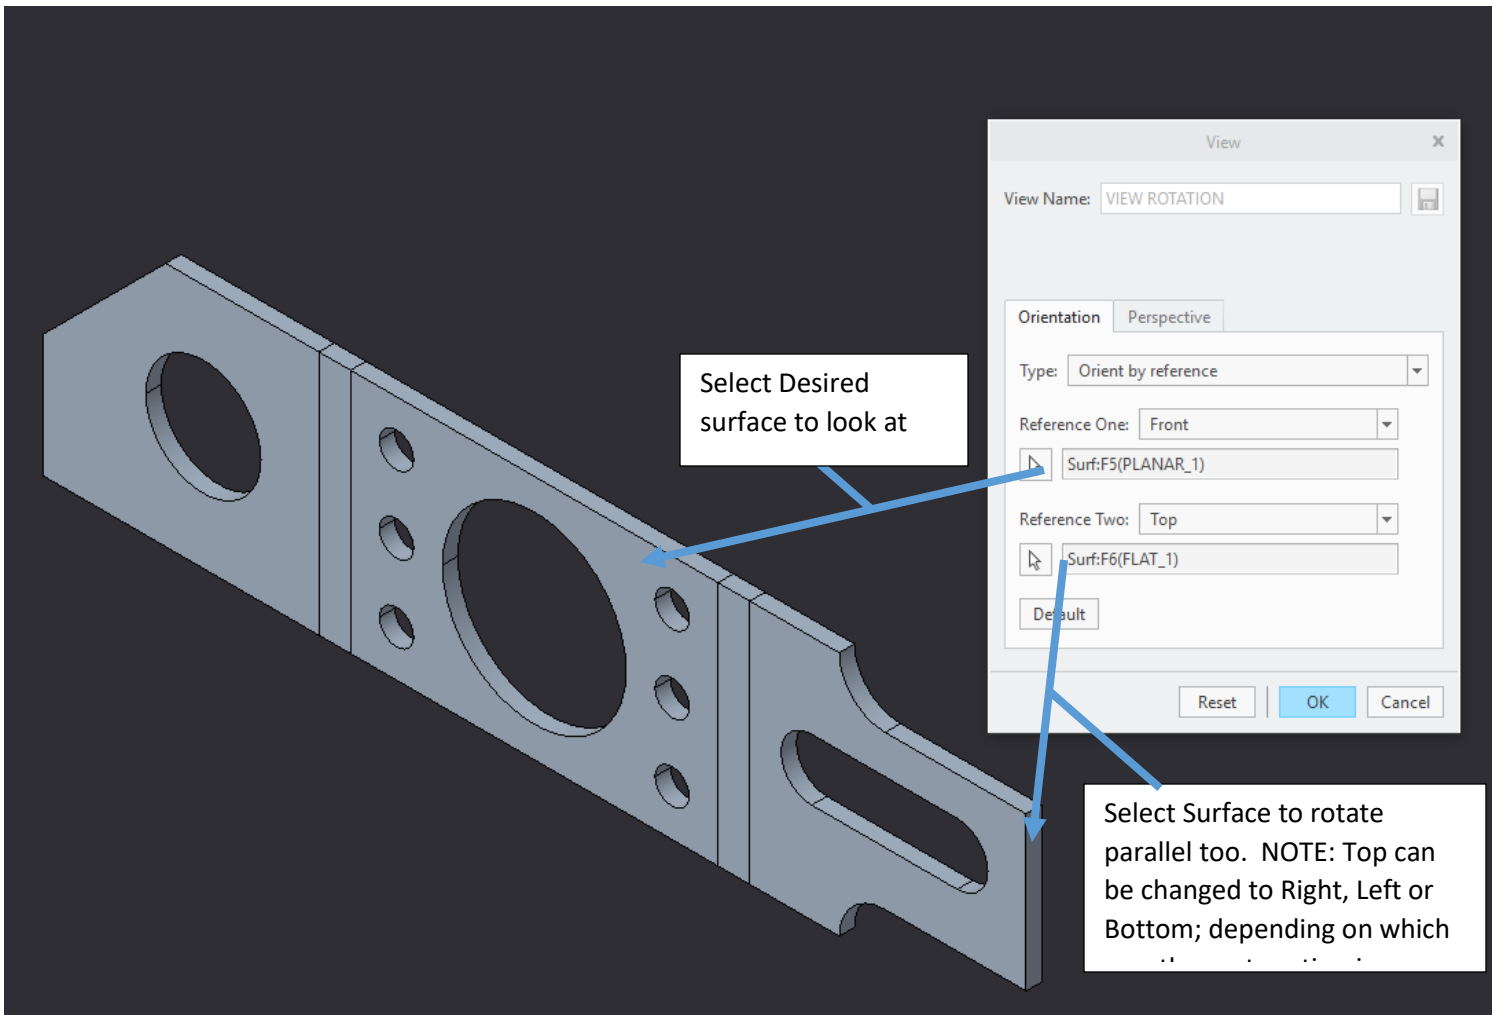 View
View Name: VIEW ROTATION
Orientation Perspective
Type: Orient by reference
Reference One: Front
Surf:F5(PLANAR_1)
Reference Two: Top
Surf:F6(FLAT_1)
Default
Reset OK Cancel
Select Desired
surface to look at
Select Surface to rotate
parallel too. NOTE: Top can
be changed to Right, Left or
Bottom; depending on which